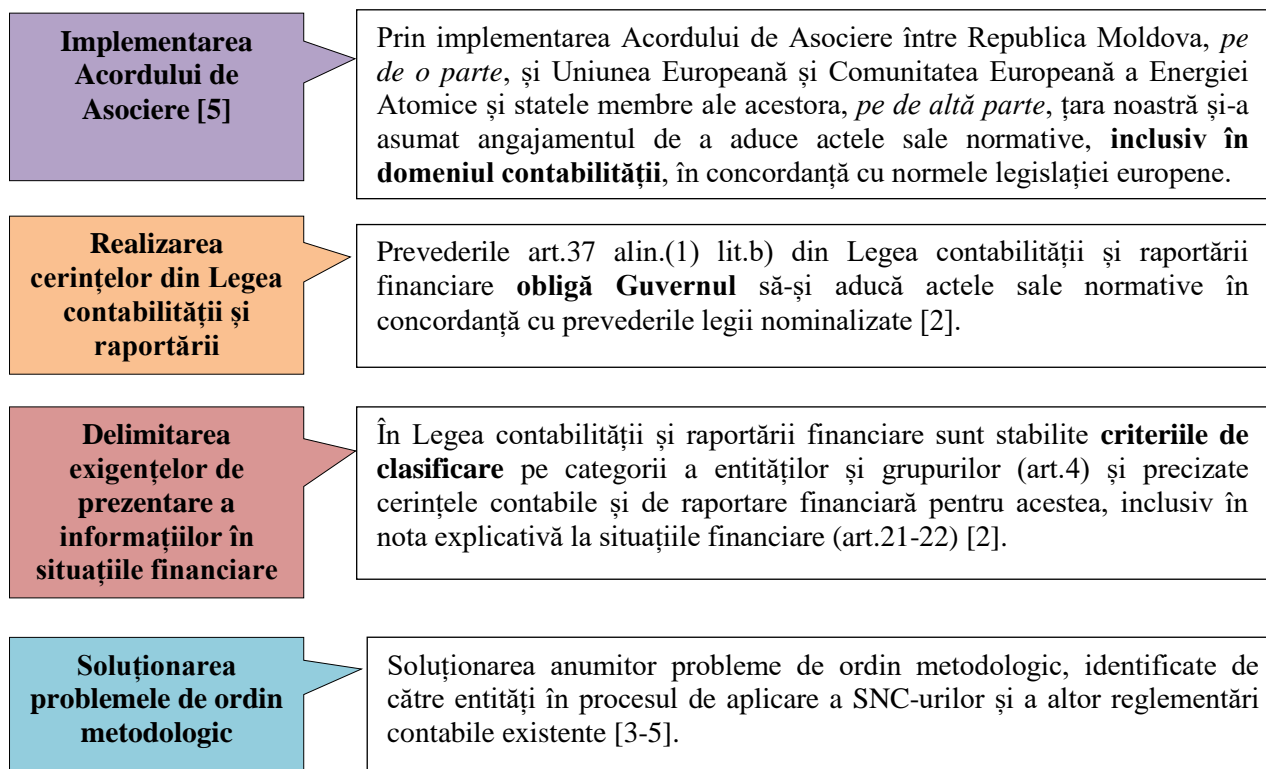 Implementarea
Acordului de
Asociere [5]
Prin implementarea Acordului de Asociere între Republica Moldova, pe
de o parte, și Uniunea Europeană și Comunitatea Europeană a Energiei
Atomice și statele membre ale acestora, pe de altă parte, țara noastră și-a
asumat angajamentul de a aduce actele sale normative, inclusiv în
domeniul contabilității, în concordanță cu normele legislației europene.
Realizarea
cerințelor din Legea
contabilității și
raportării
Prevederile art.37 alin.(1) lit.b) din Legea contabilității și raportării
financiare obligă Guvernul să-și aducă actele sale normative în
concordanță cu prevederile legii nominalizate [2].
Delimitarea
exigențelor de
prezentare a
informațiilor în
situațiile financiare
În Legea contabilității și raportării financiare sunt stabilite criteriile de
clasificare pe categorii a entităților și grupurilor (art.4) și precizate
cerințele contabile și de raportare financiară pentru acestea, inclusiv în
nota explicativă la situațiile financiare (art.21-22) [2].
Soluționarea
problemele de ordin
metodologic
Soluționarea anumitor probleme de ordin metodologic, identificate de
către entități în procesul de aplicare a SNC-urilor și a altor reglementări
contabile existente [3-5].